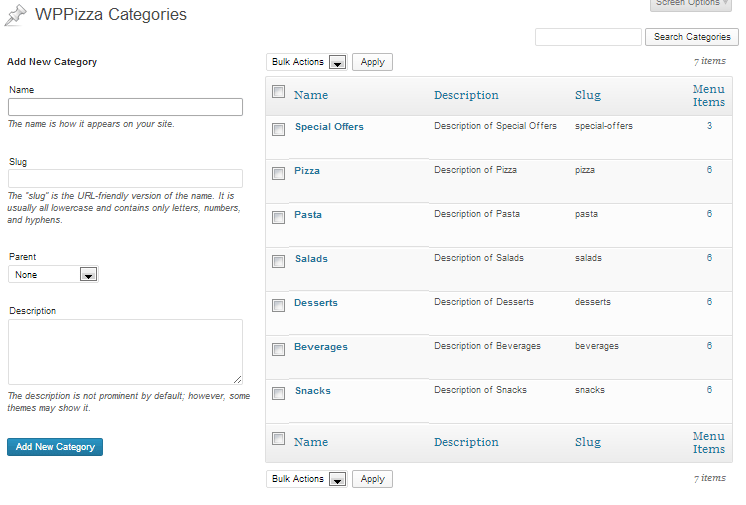 Screen Options
WPPizza Categories
Search Categories
Add New Category
Bulk Actions Apply 7 items
Name
The name is how it appears on your site.
Slug
The "slug" is the URL-friendly version of the name. It is
usually all lowercase and contains only letters, numbers,
and hyphens.
Parent
None
Description
The description is not prominent by default; however, some
themes may show it.
Add New Category
Name Description Slug Menu
Items
Special Offers Description of Special Offers special-offers 3
Pizza Description of Pizza pizza 6
Pasta Description of Pasta pasta 6
Salads Description of Salads salads 6
Desserts Description of Desserts desserts 6
Beverages Description of Beverages beverages 6
Snacks Description of Snacks snacks 6
Name Description Slug Menu
Items
Bulk Actions Apply 7 items